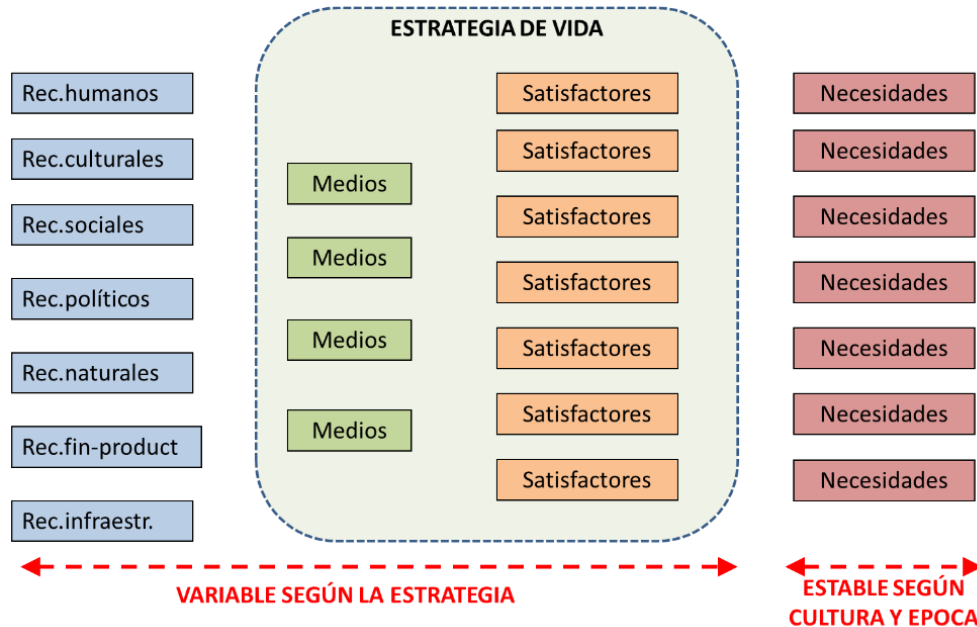 ESTRATEGIA DE VIDA
Rec.humanos
Rec.culturales
Rec.sociales
Rec.políticos
Rec.naturales
Rec.fin-product
Rec.infraestr.
Medios
Medios
Medios
Medios
Satisfactores
Satisfactores
Satisfactores
Satisfactores
Satisfactores
Satisfactores
Satisfactores
Necesidades
Necesidades
Necesidades
Necesidades
Necesidades
Necesidades
Necesidades
VARIABLE SEGÚN LA ESTRATEGIA
ESTABLE SEGÚN
CULTURA Y EPOCA